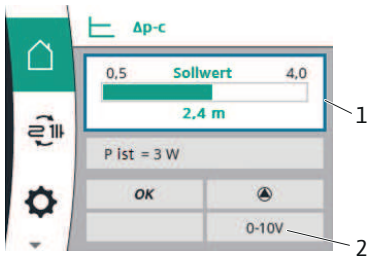 Δp-c
0,5 Sollwert 4,0
2,4 m
1
P ist = 3 W
OK
0-10V
2